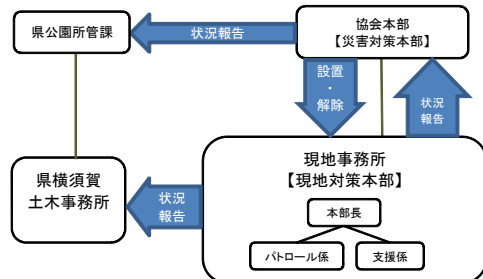 県公園所管課
状況報告
協会本部
【災害対策本部】
設置
・
解除
状況
報告
現地事務所
【現地対策本部】
県横須賀
土木事務所
状況
報告
本部長
パトロール係
支援係